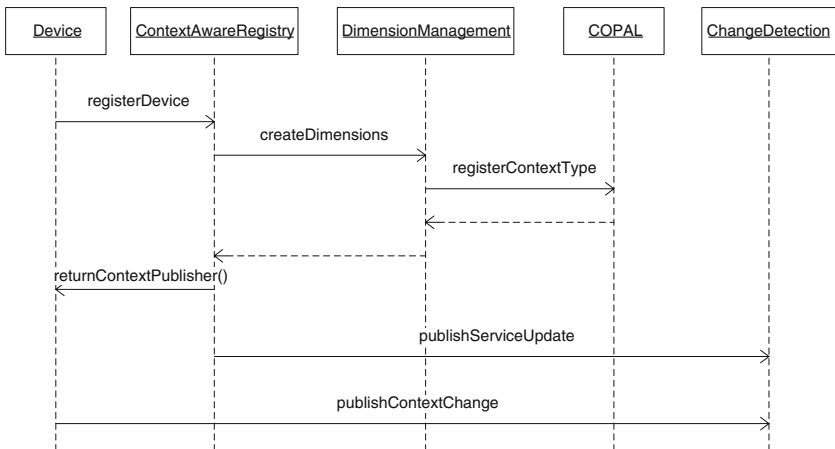 Device
ContextAwareRegistry
DimensionManagement
COPAL
ChangeDetection
registerDevice
createDimensions
registerContextType
returnContextPublisher()
publishServiceUpdate
publishContextChange